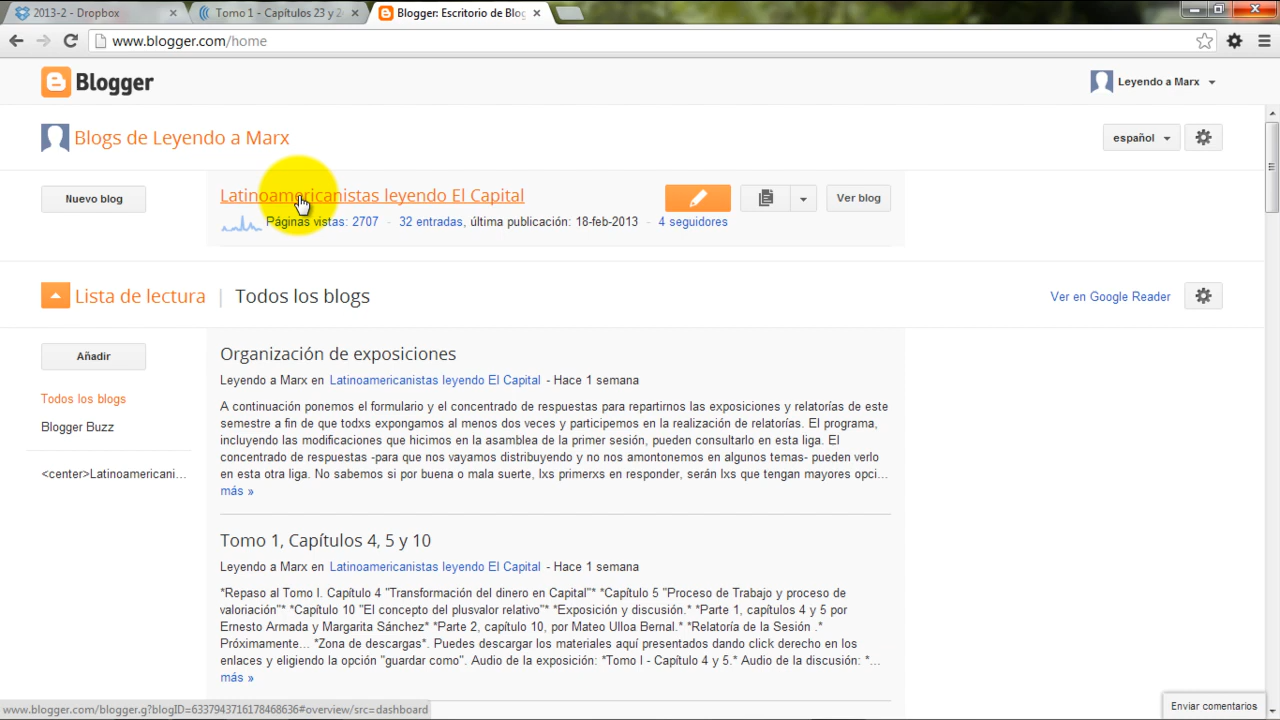 2013-2 - Dropbox
Tomo 1 - Capítulos 23 y 2
Blogger: Escritorio de Blog
www.blogger.com/home
Blogger
Leyendo a Marx
Blogs de Leyendo a Marx
español
Nuevo blog
Latinoamericanistas leyendo El Capital
Ver blog
Páginas vistas: 2707 - 32 entradas, última publicación: 18-feb-2013 - 4 seguidores
Lista de lectura | Todos los blogs
Ver en Google Reader
Añadir
Todos los blogs
Blogger Buzz
<center>Latinoamericani...
Organización de exposiciones
Leyendo a Marx en Latinoamericanistas leyendo El Capital - Hace 1 semana
A continuación ponemos el formulario y el concentrado de respuestas para repartirnos las exposiciones y relatorías de este
semestre a fin de que todxs expongamos al menos dos veces y participemos en la realización de relatorías. El programa,
incluyendo las modificaciones que hicimos en la asamblea de la primer sesión, pueden consultarlo en esta liga. El
concentrado de respuestas -para que nos vayamos distribuyendo y no nos amontonemos en algunos temas- pueden verlo
en esta otra liga. No sabemos si por buena o mala suerte, lxs primerxs en responder, serán lxs que tengan mayores opci...
más »
Tomo 1, Capítulos 4, 5 y 10
Leyendo a Marx en Latinoamericanistas leyendo El Capital - Hace 1 semana
*Repaso al Tomo I. Capítulo 4 "Transformación del dinero en Capital"* *Capítulo 5 "Proceso de Trabajo y proceso de
valoriación"* *Capítulo 10 "El concepto del plusvalor relativo"* *Exposición y discusión.* *Parte 1, capítulos 4 y 5 por
Ernesto Armada y Margarita Sánchez* *Parte 2, capítulo 10, por Mateo Ulloa Bernal.* *Relatoría de la Sesión .*
Próximamente... *Zona de descargas*. Puedes descargar los materiales aquí presentados dando click derecho en los
enlaces y eligiendo la opción "guardar como". Audio de la exposición: *Tomo I - Capítulo 4 y 5.* Audio de la discusión: *...
más »
www.blogger.com/blogger.g?blogID=6337943716178468636#overview/src=dashboard
Enviar comentarios